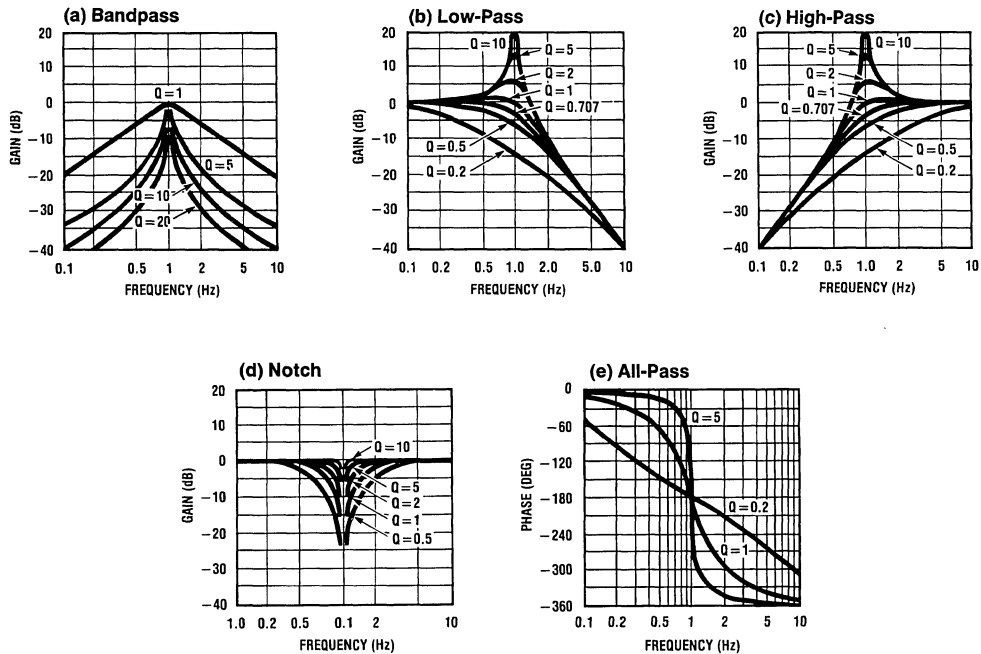 (a) Bandpass
20
10
0
−10
−20
−30
−40
GAIN (dB)
Q=1
Q=5
Q=10
Q=20
0.1 0.5 1 2 5 10
FREQUENCY (Hz)
(b) Low-Pass
20
10
0
−10
−20
−30
−40
GAIN (dB)
Q=10
Q=5
Q=2
Q=1
Q=0.707
Q=0.5
Q=0.2
0.1 0.2 0.5 1.0 2.0 5.0 10
FREQUENCY (Hz)
(c) High-Pass
20
10
0
−10
−20
−30
−40
GAIN (dB)
Q=5
Q=10
Q=2
Q=1
Q=0.707
Q=0.5
Q=0.2
0.1 0.2 0.5 1.0 2 5 10
FREQUENCY (Hz)
(d) Notch
20
10
0
−10
−20
−30
−40
GAIN (dB)
Q=10
Q=5
Q=2
Q=1
Q=0.5
1.0 0.2 0.5 0.1 2 10
FREQUENCY (Hz)
(e) All-Pass
0
−60
−120
−180
−240
−300
−360
PHASE (DEG)
Q=5
Q=0.2
Q=1
0.1 0.2 0.5 1 2 5 10
FREQUENCY (Hz)